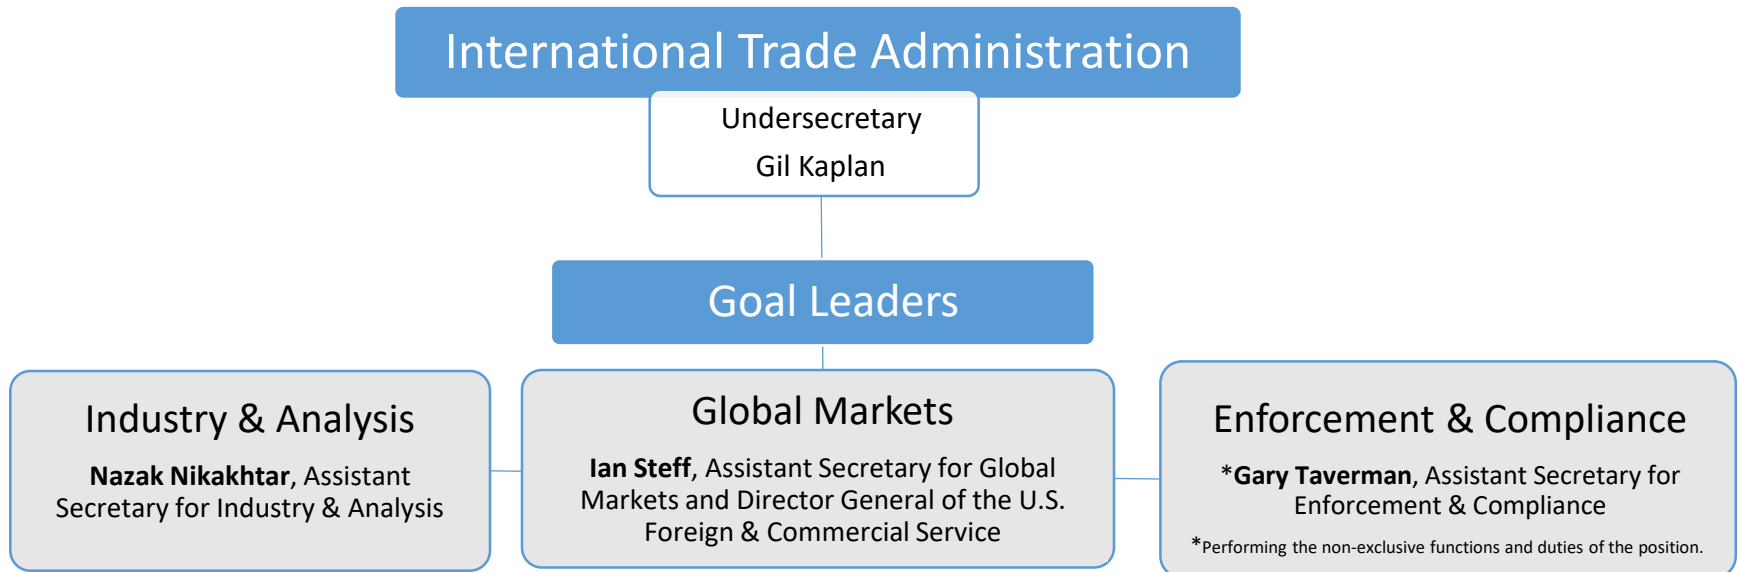 International Trade Administration
Undersecretary
Gil Kaplan
Goal Leaders
Industry & Analysis
Nazak Nikakhtar, Assistant
Secretary for Industry & Analysis
Global Markets
Ian Steff, Assistant Secretary for Global
Markets and Director General of the U.S.
Foreign & Commercial Service
Enforcement & Compliance
*Gary Taverman, Assistant Secretary for
Enforcement & Compliance
*Performing the non-exclusive functions and duties of the position.